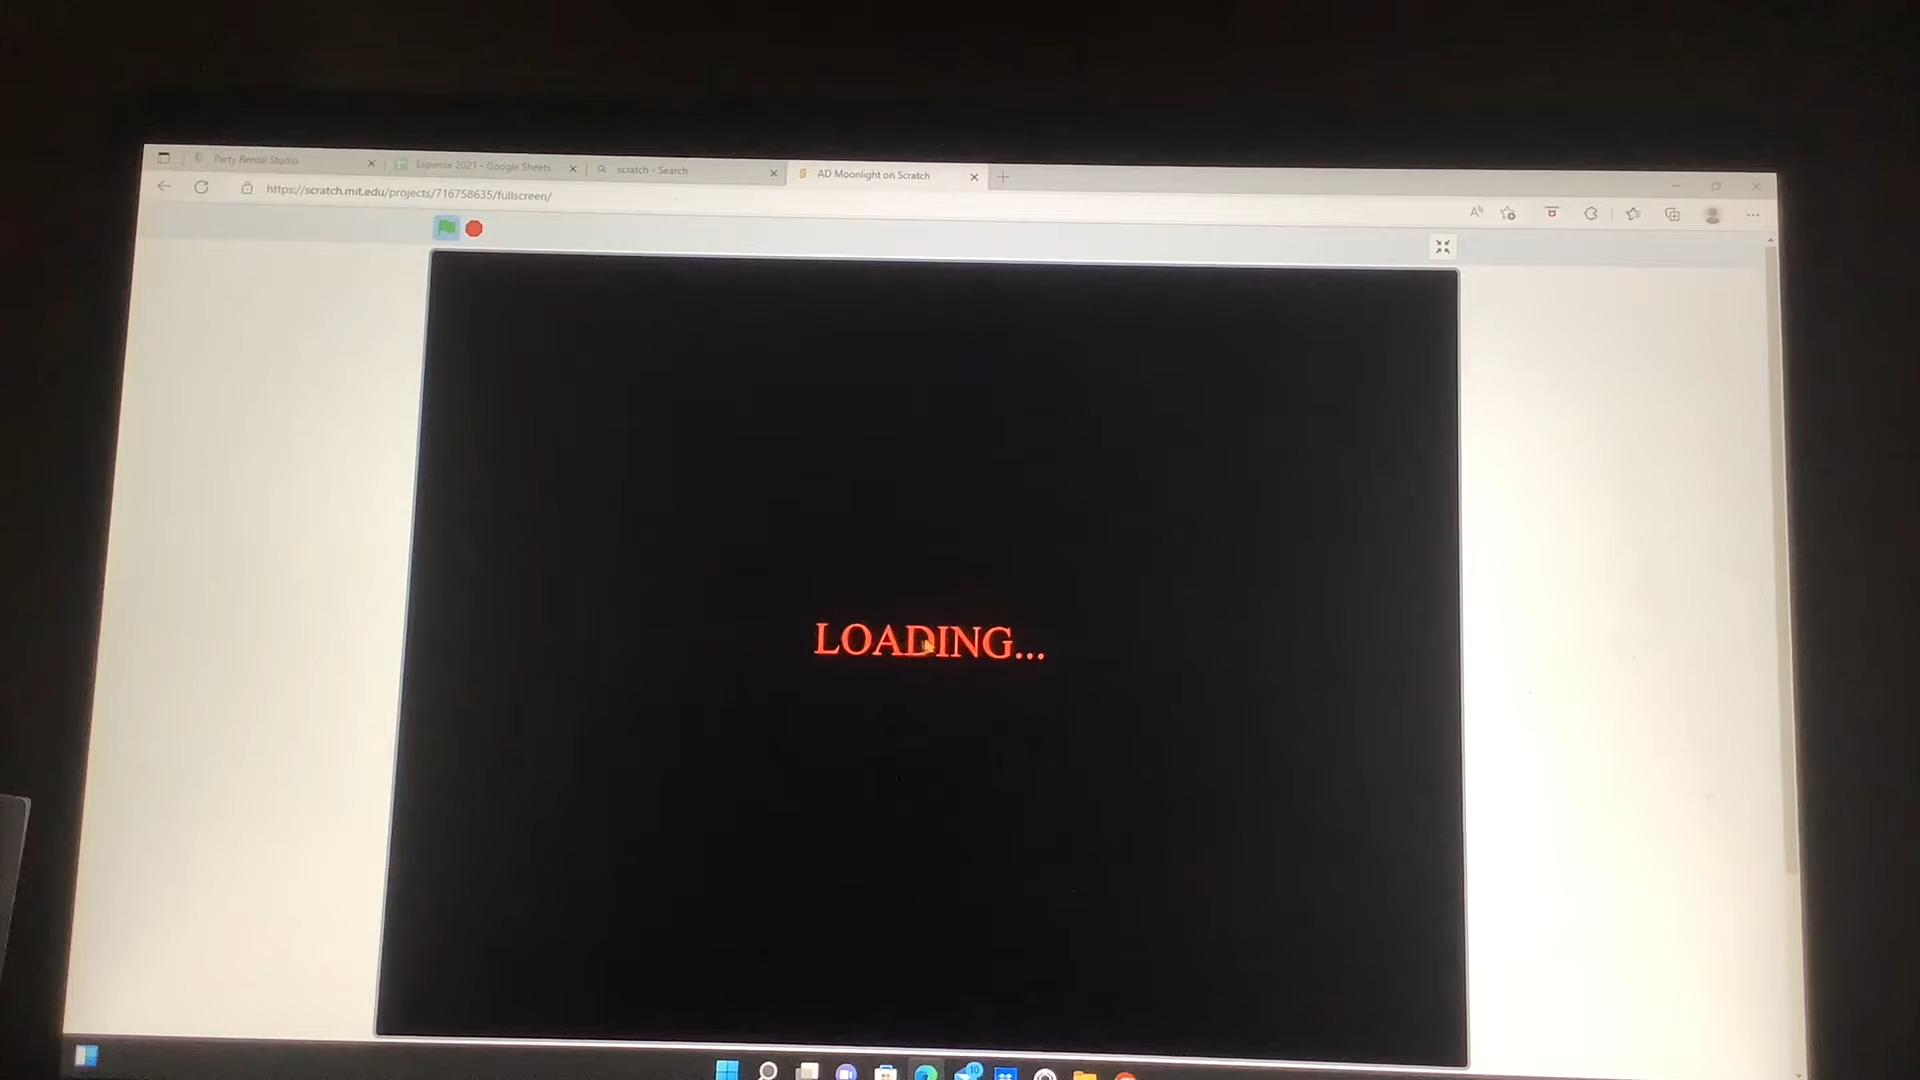 Party Rental Studio
Expense 2021 - Google Sheets
scratch - Search
AD Moonlight on Scratch
https://scratch.mit.edu/projects/716758635/fullscreen/
LOADING...
10